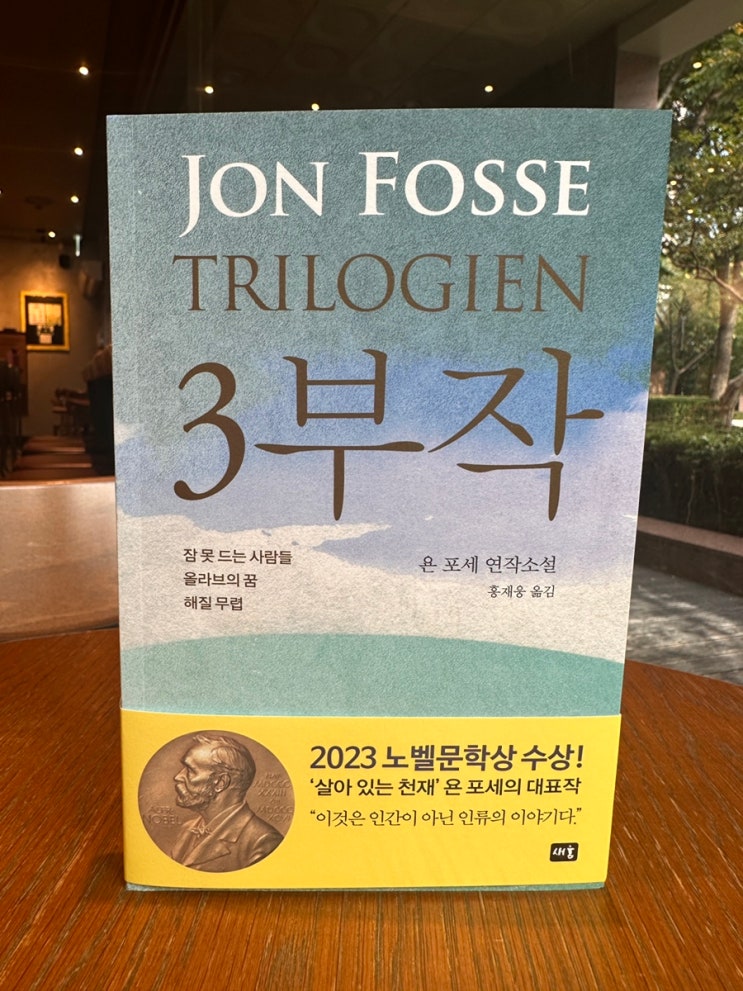 JON FOSSE
TRILOGIEN
3부작
잠 못 드는 사람들
올라브의 꿈
해질 무렵
욘 포세 연작소설
홍재웅 옮김
2023 노벨문학상 수상!
‘살아 있는 천재’ 욘 포세의 대표작
“이것은 인간이 아닌 인류의 이야기다.”
NOBEL
새움